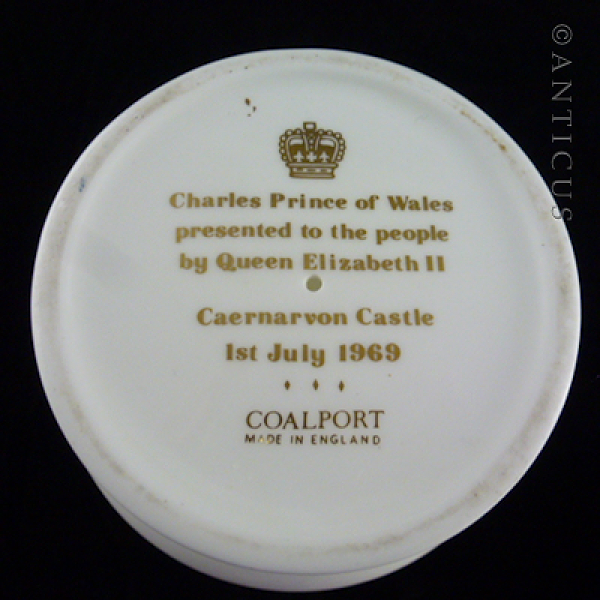 Charles Prince of Wales
presented to the people
by Queen Elizabeth II
Caernarvon Castle
1st July 1969
COALPORT
MADE IN ENGLAND
© ANTICUS